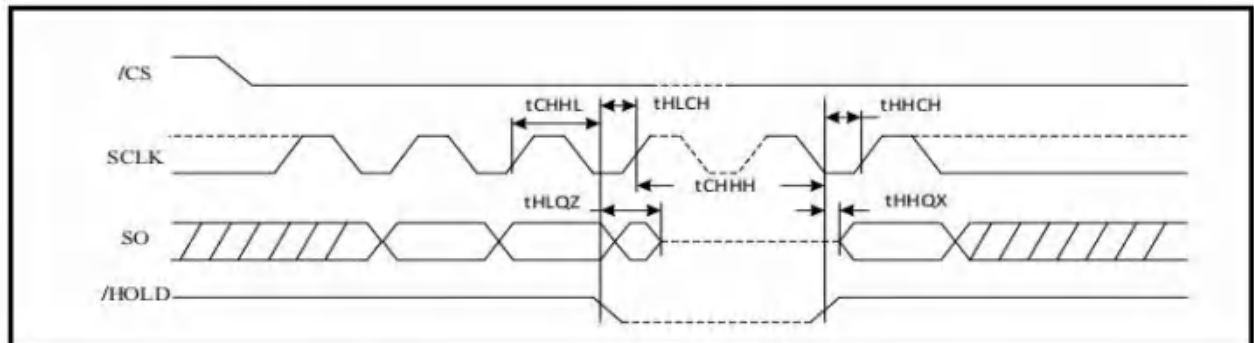 /CS
tCHHL tHLCH tHHCH
SCLK
tCHHH
tHLQZ tHHQX
SO
/HOLD